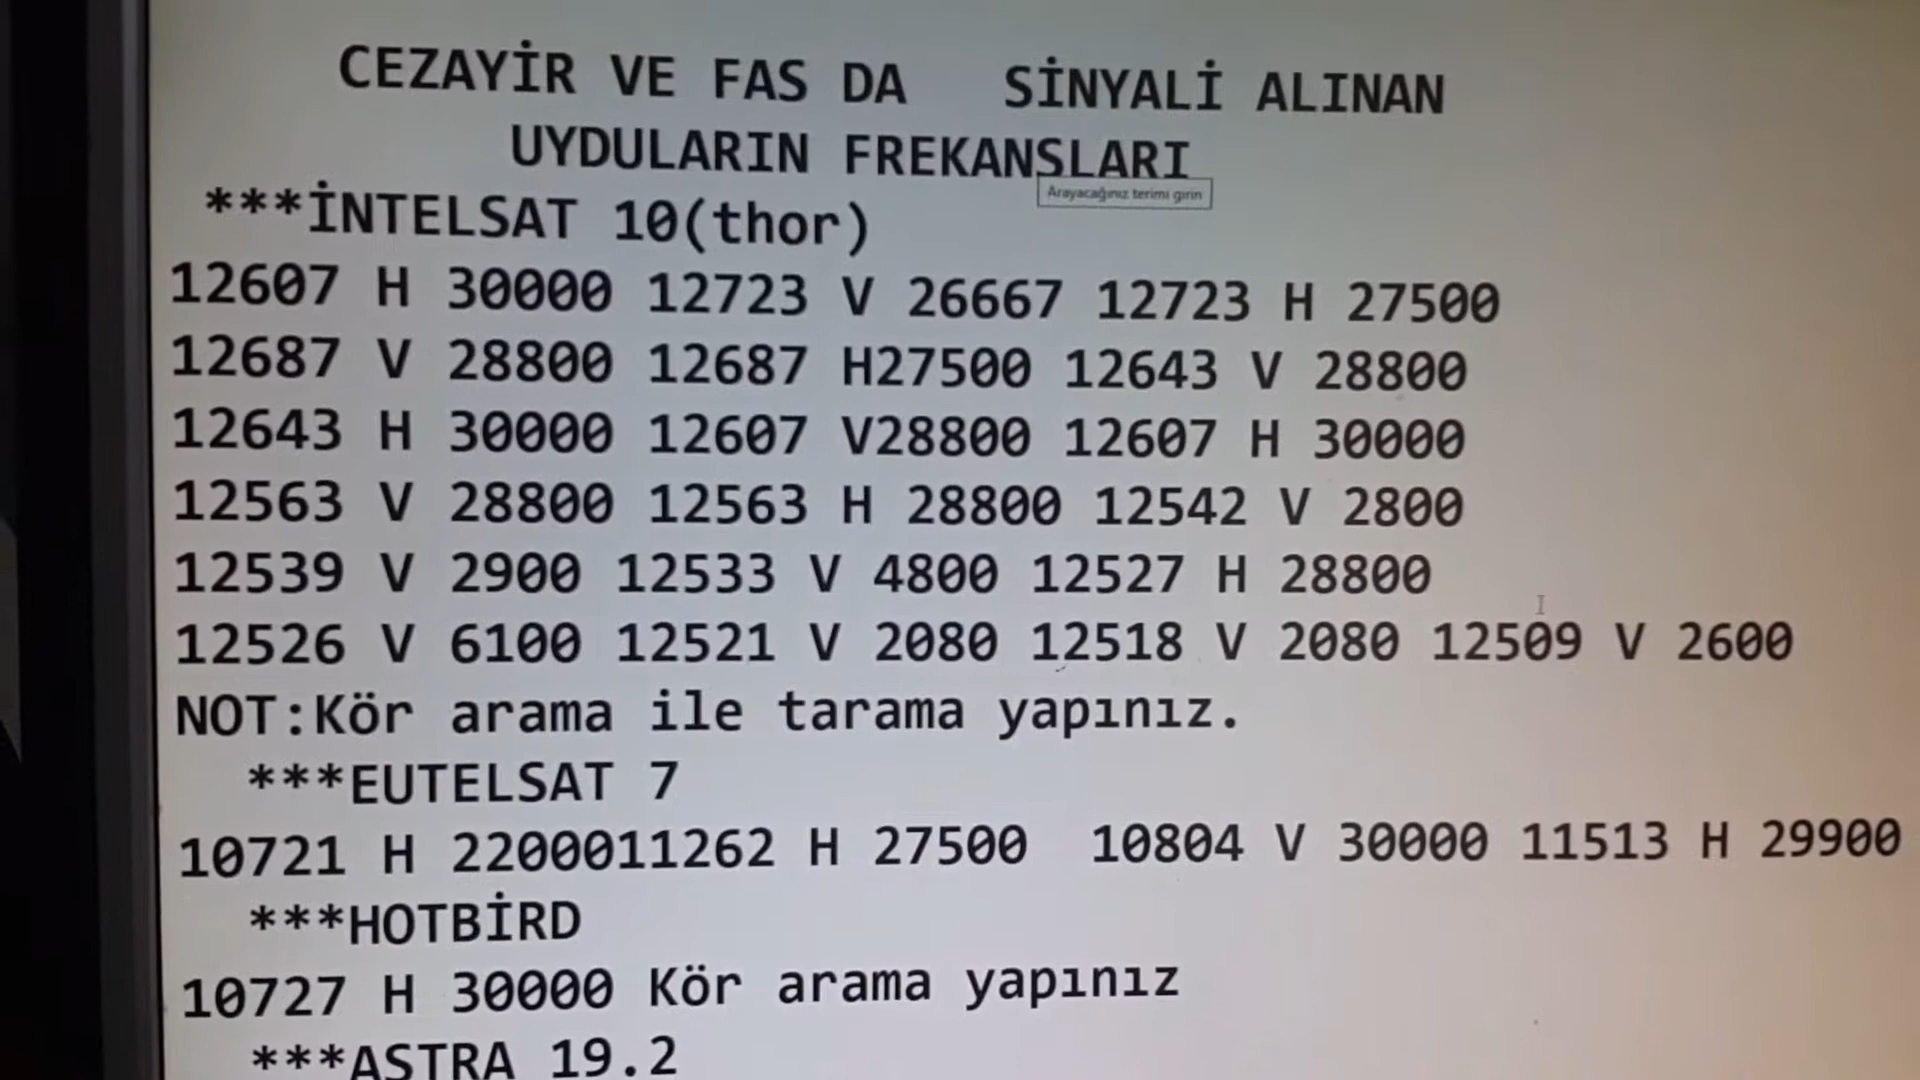 CEZAYİR VE FAS DA SİNYALİ ALINAN
UYDULARIN FREKANSLARI
Arayacağınız terimi girin
***İNTELSAT 10(thor)
12607 H 30000 12723 V 26667 12723 H 27500
12687 V 28800 12687 H27500 12643 V 28800
12643 H 30000 12607 V28800 12607 H 30000
12563 V 28800 12563 H 28800 12542 V 2800
12539 V 2900 12533 V 4800 12527 H 28800
12526 V 6100 12521 V 2080 12518 V 2080 12509 V 2600
NOT:Kör arama ile tarama yapınız.
***EUTELSAT 7
10721 H 2200011262 H 27500 10804 V 30000 11513 H 29900
***HOTBİRD
10727 H 30000 Kör arama yapınız
***ASTRA 19.2